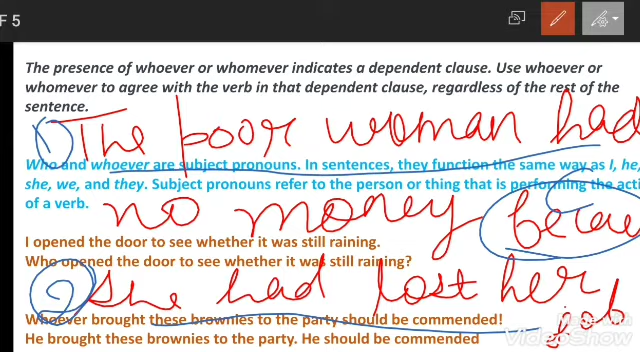 F 5
The presence of whoever or whomever indicates a dependent clause. Use whoever or
whomever to agree with the verb in that dependent clause, regardless of the rest of the
sentence.
1) The poor woman had
Who and whoever are subject pronouns. In sentences, they function the same way as I, he,
she, we, and they. Subject pronouns refer to the person or thing that is performing the acti
of a verb.
no money becau
I opened the door to see whether it was still raining.
Who opened the door to see whether it was still raining?
2 She had lost her
job
Whoever brought these brownies to the party should be commended!
He brought these brownies to the party. He should be commended
Recorded with
VideoShow